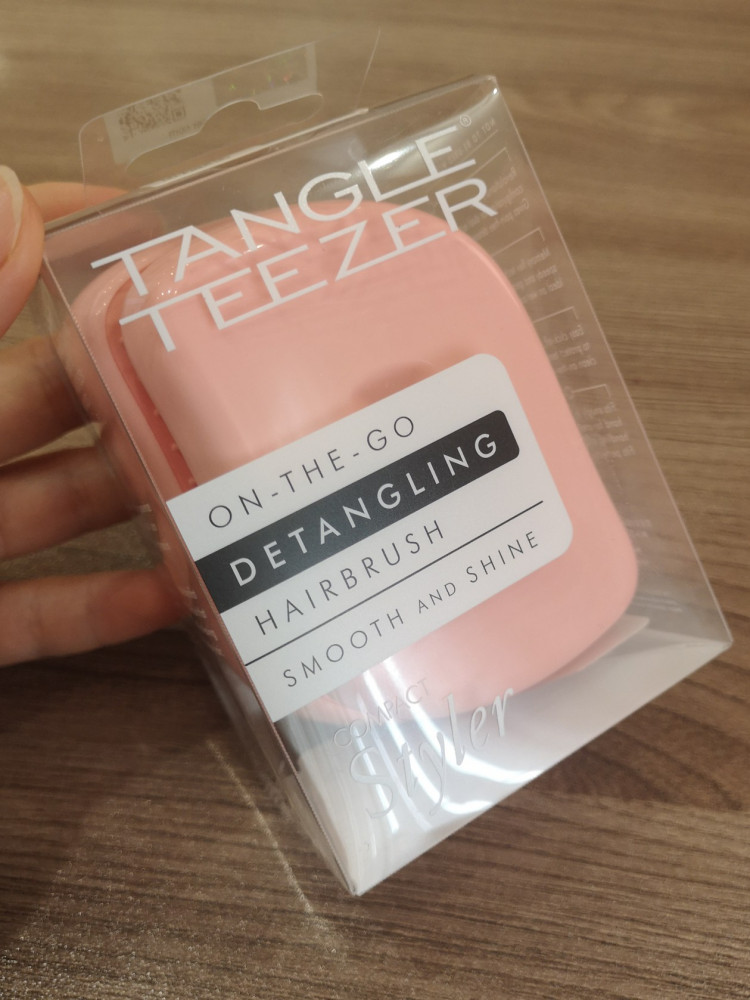 TANGLE
TEEZER®
ON-THE-GO
DETANGLING
HAIRBRUSH
SMOOTH AND SHINE
COMPACT
Styler